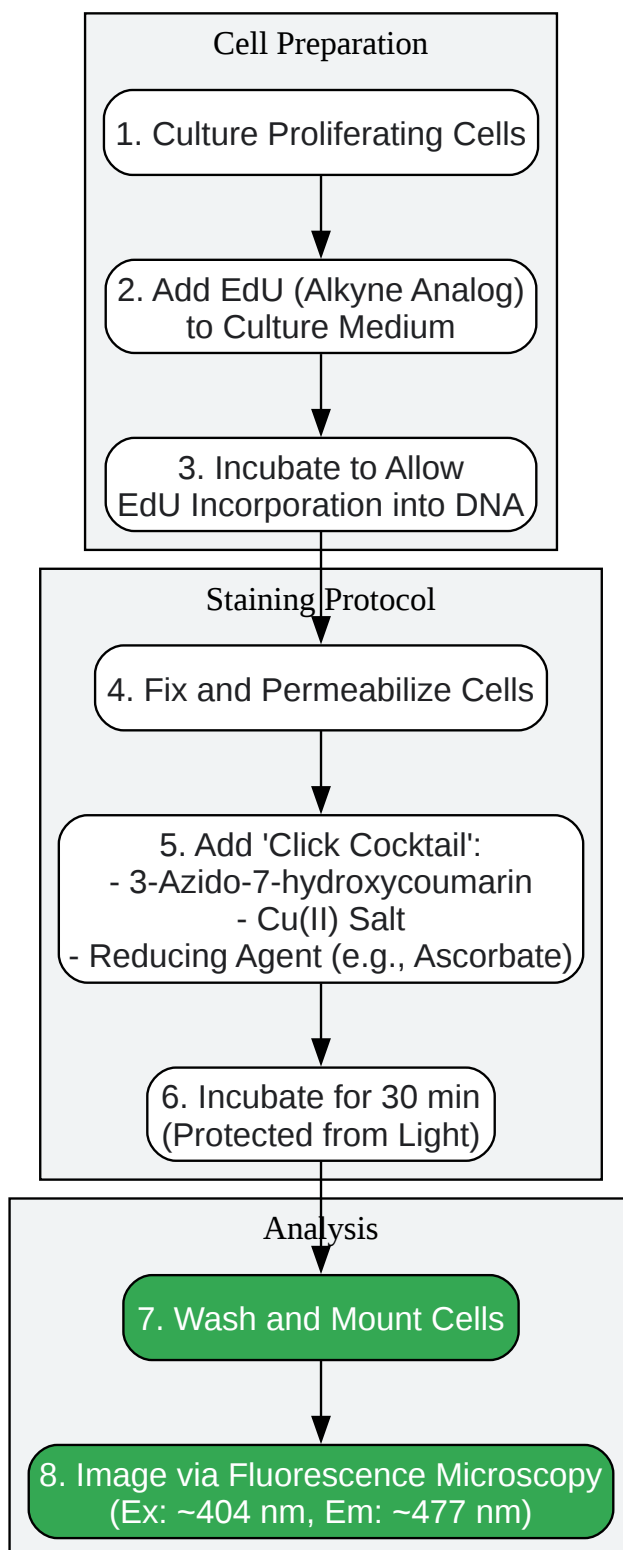 Cell Preparation
1. Culture Proliferating Cells
2. Add EdU (Alkyne Analog)
to Culture Medium
3. Incubate to Allow
EdU Incorporation into DNA
Staining Protocol
4. Fix and Permeabilize Cells
5. Add 'Click Cocktail':
- 3-Azido-7-hydroxycoumarin
- Cu(II) Salt
- Reducing Agent (e.g., Ascorbate)
6. Incubate for 30 min
(Protected from Light)
Analysis
7. Wash and Mount Cells
8. Image via Fluorescence Microscopy
(Ex: ~404 nm, Em: ~477 nm)